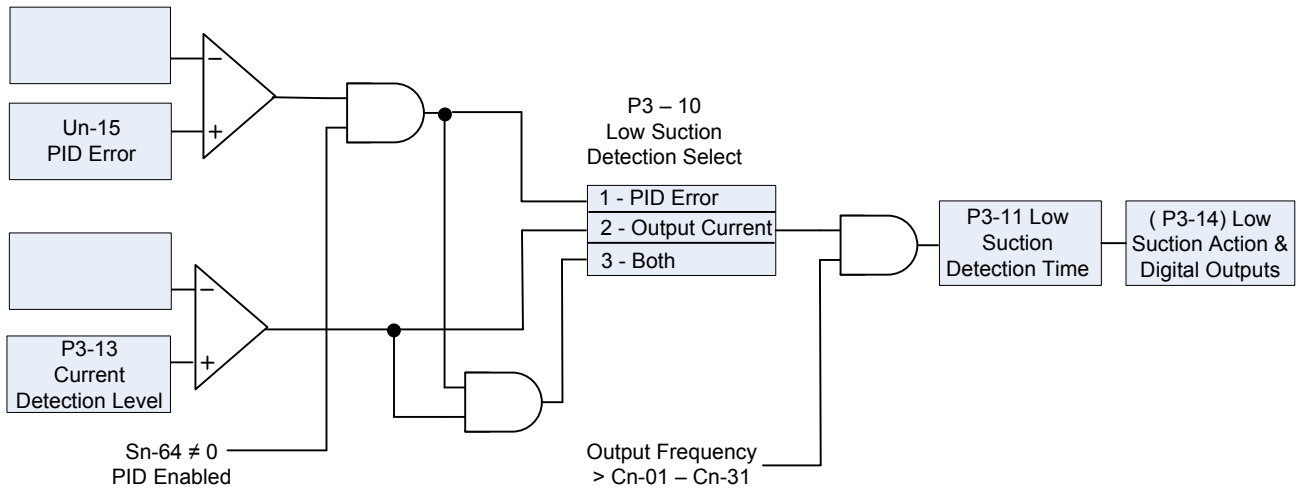 −
Un-15
PID Error
+
P3 – 10
Low Suction
Detection Select
1 - PID Error
2 - Output Current
3 - Both
P3-11 Low
Suction
Detection Time
( P3-14) Low
Suction Action &
Digital Outputs
−
P3-13
Current
Detection Level
+
Sn-64 ≠ 0
PID Enabled
Output Frequency
> Cn-01 – Cn-31